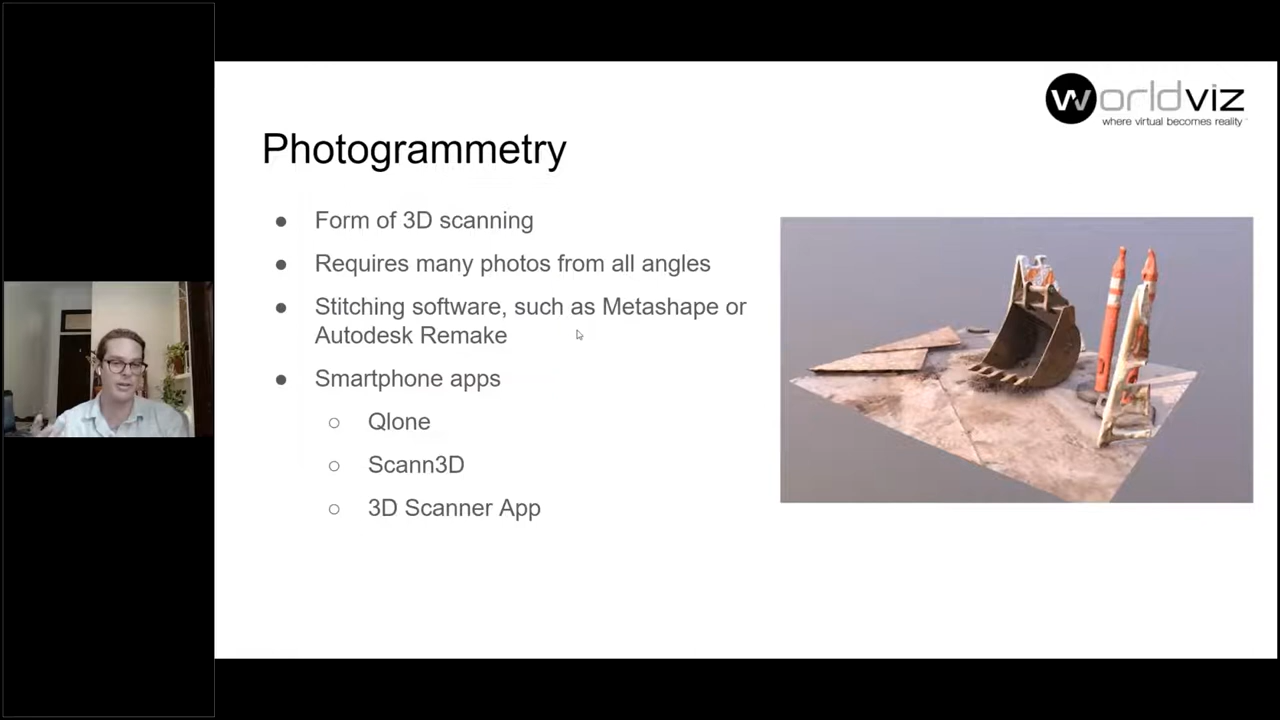 worldviz
where virtual becomes reality
Photogrammetry
● Form of 3D scanning
● Requires many photos from all angles
● Stitching software, such as Metashape or
Autodesk Remake
● Smartphone apps
○ Qlone
○ Scann3D
○ 3D Scanner App